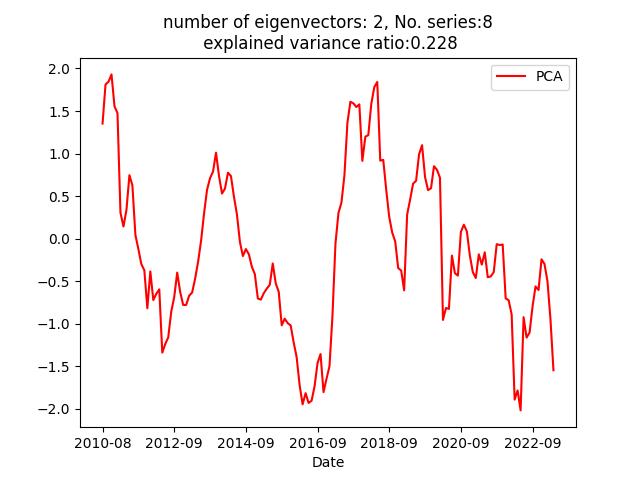 number of eigenvectors: 2, No. series:8
explained variance ratio:0.228
PCA
2.0
1.5
1.0
0.5
0.0
−0.5
−1.0
−1.5
−2.0
2010-08 2012-09 2014-09 2016-09 2018-09 2020-09 2022-09
Date